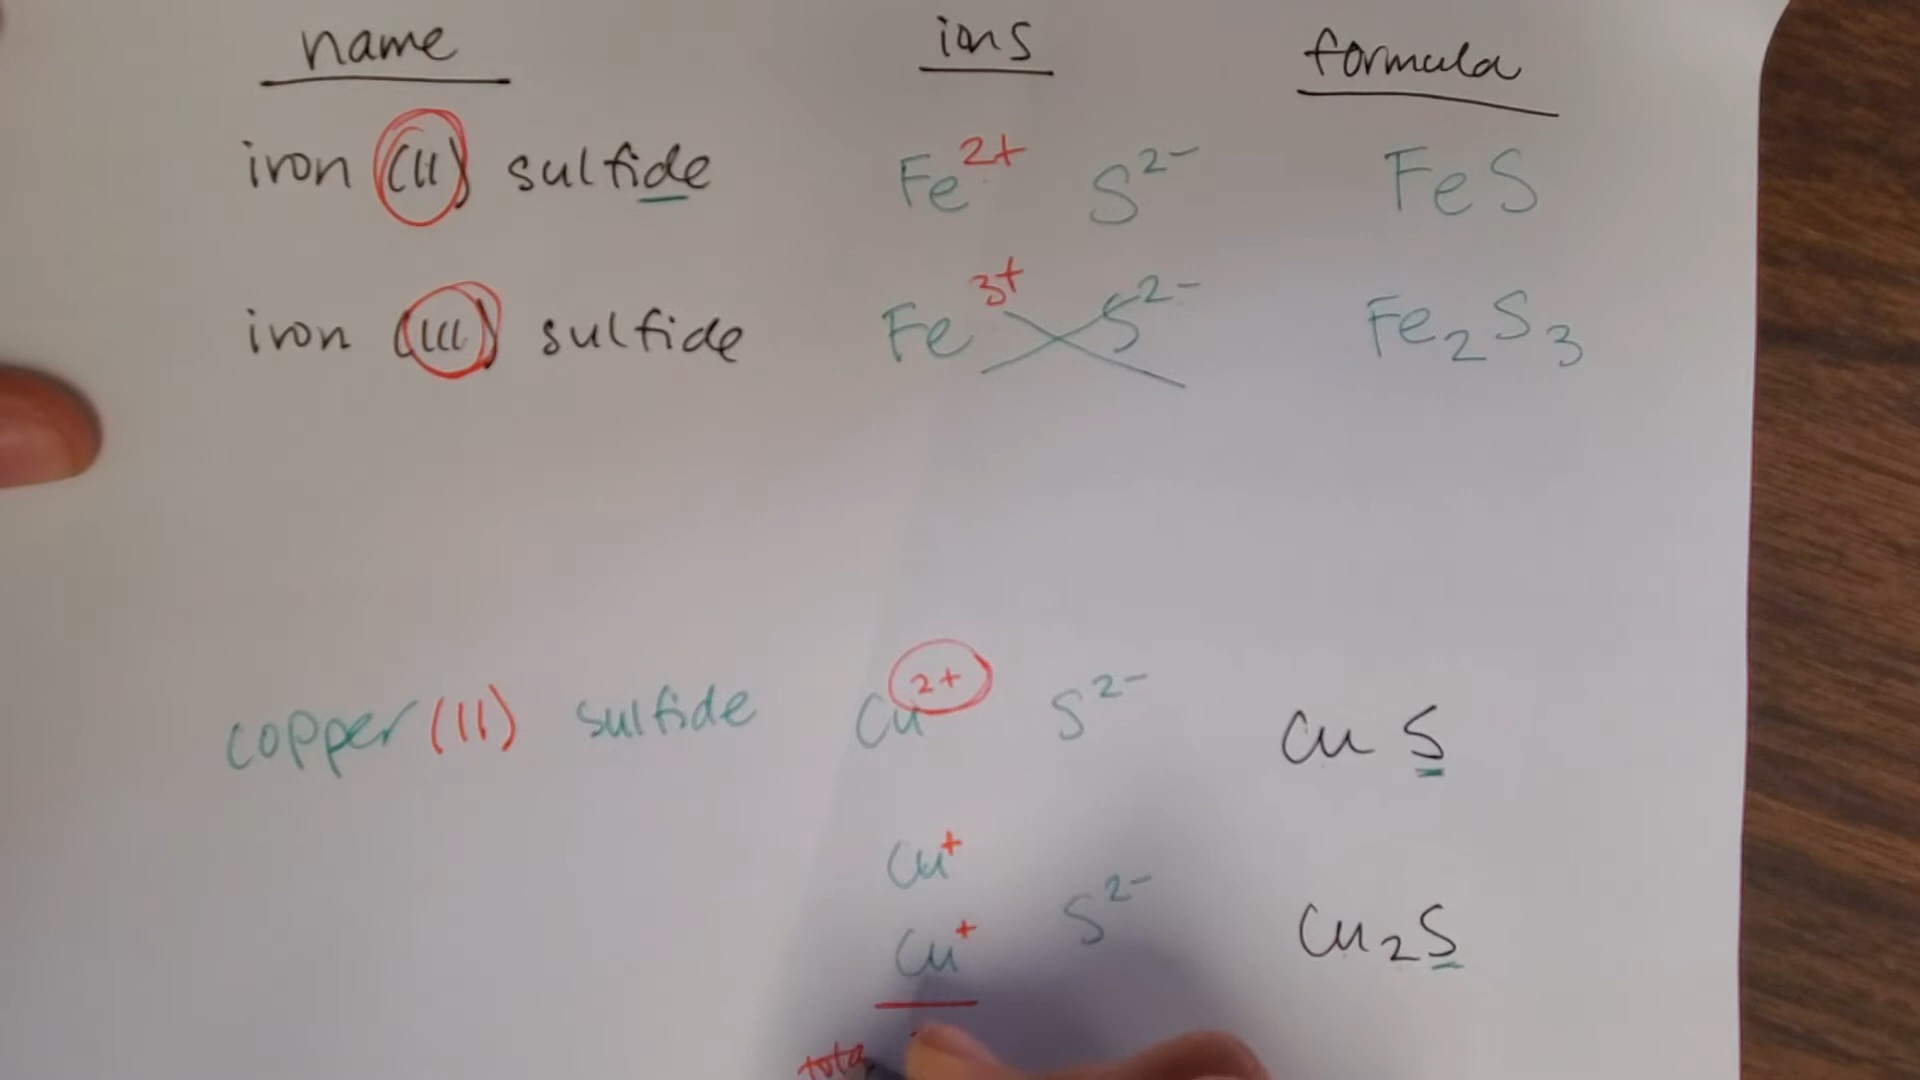 name ions formula
iron (II) sulfide Fe2+ S2- FeS
iron (III) sulfide Fe3+ S2- Fe2S3
copper (II) sulfide Cu2+ S2- CuS
Cu+
Cu+ S2- Cu2S